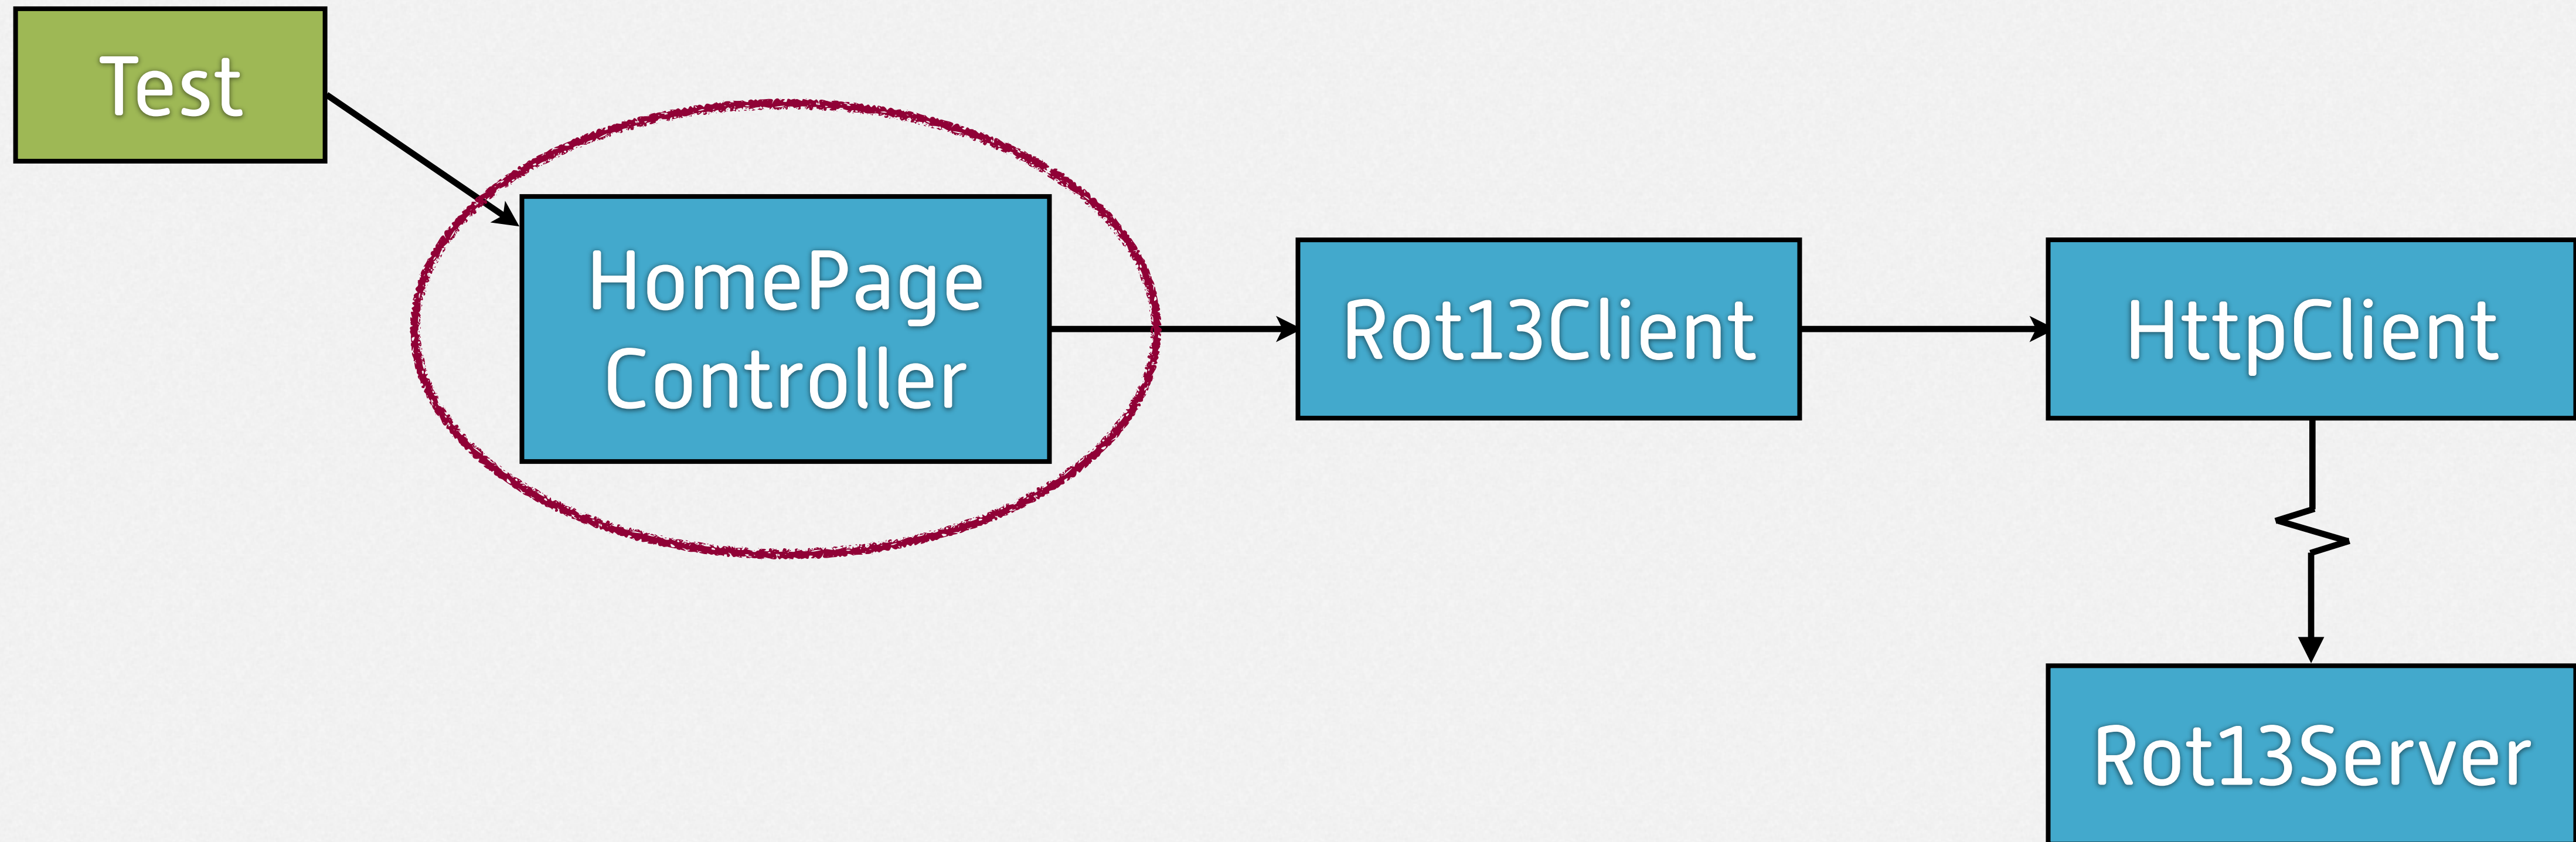 Test
HomePage
Controller
Rot13Client
HttpClient
Rot13Server